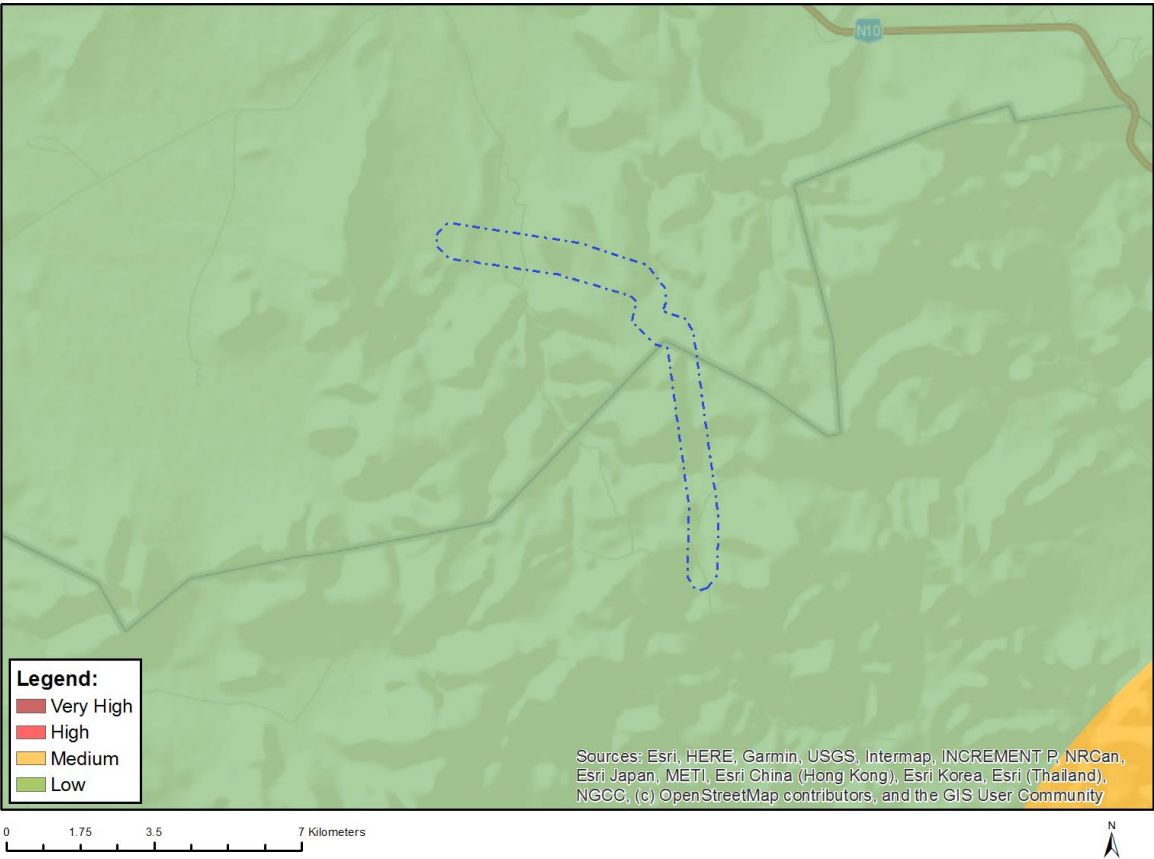 N10
Legend:
Very High
High
Medium
Low
Sources: Esri, HERE, Garmin, USGS, Intermap, INCREMENT P, NRCan,
Esri Japan, METI, Esri China (Hong Kong), Esri Korea, Esri (Thailand),
NGCC, (c) OpenStreetMap contributors, and the GIS User Community
0 1.75 3.5 7 Kilometers
N